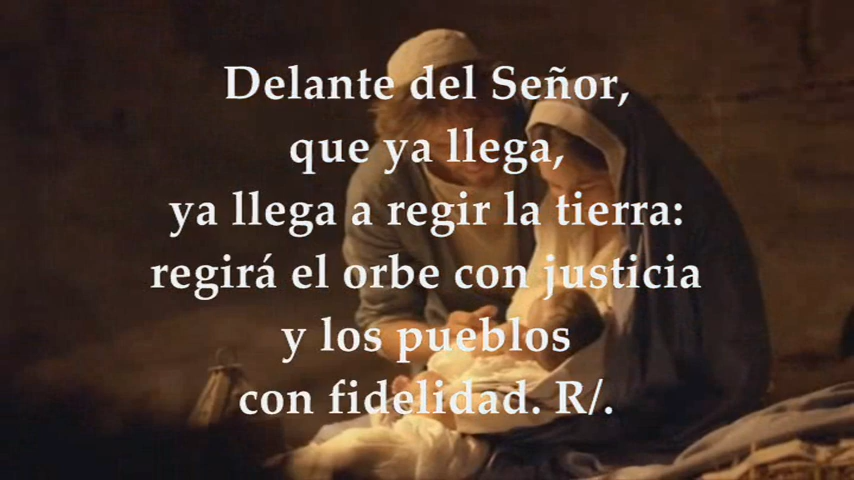 Delante del Señor,
que ya llega,
ya llega a regir la tierra:
regirá el orbe con justicia
y los pueblos
con fidelidad. R/.